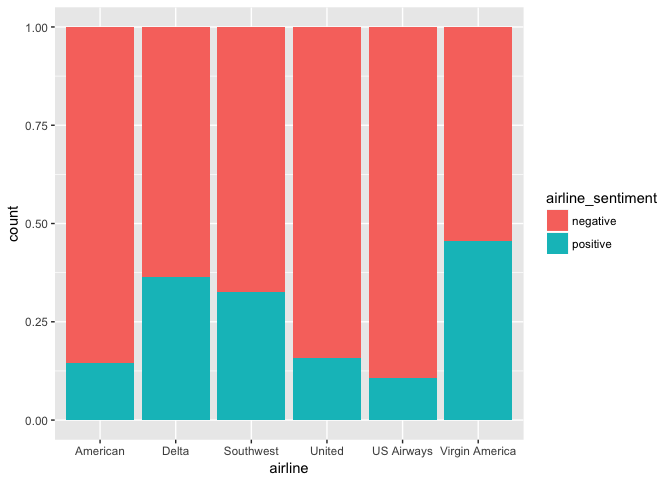 1.00
0.75
0.50
0.25
0.00
count
American Delta Southwest United US Airways Virgin America
airline
airline_sentiment
negative
positive